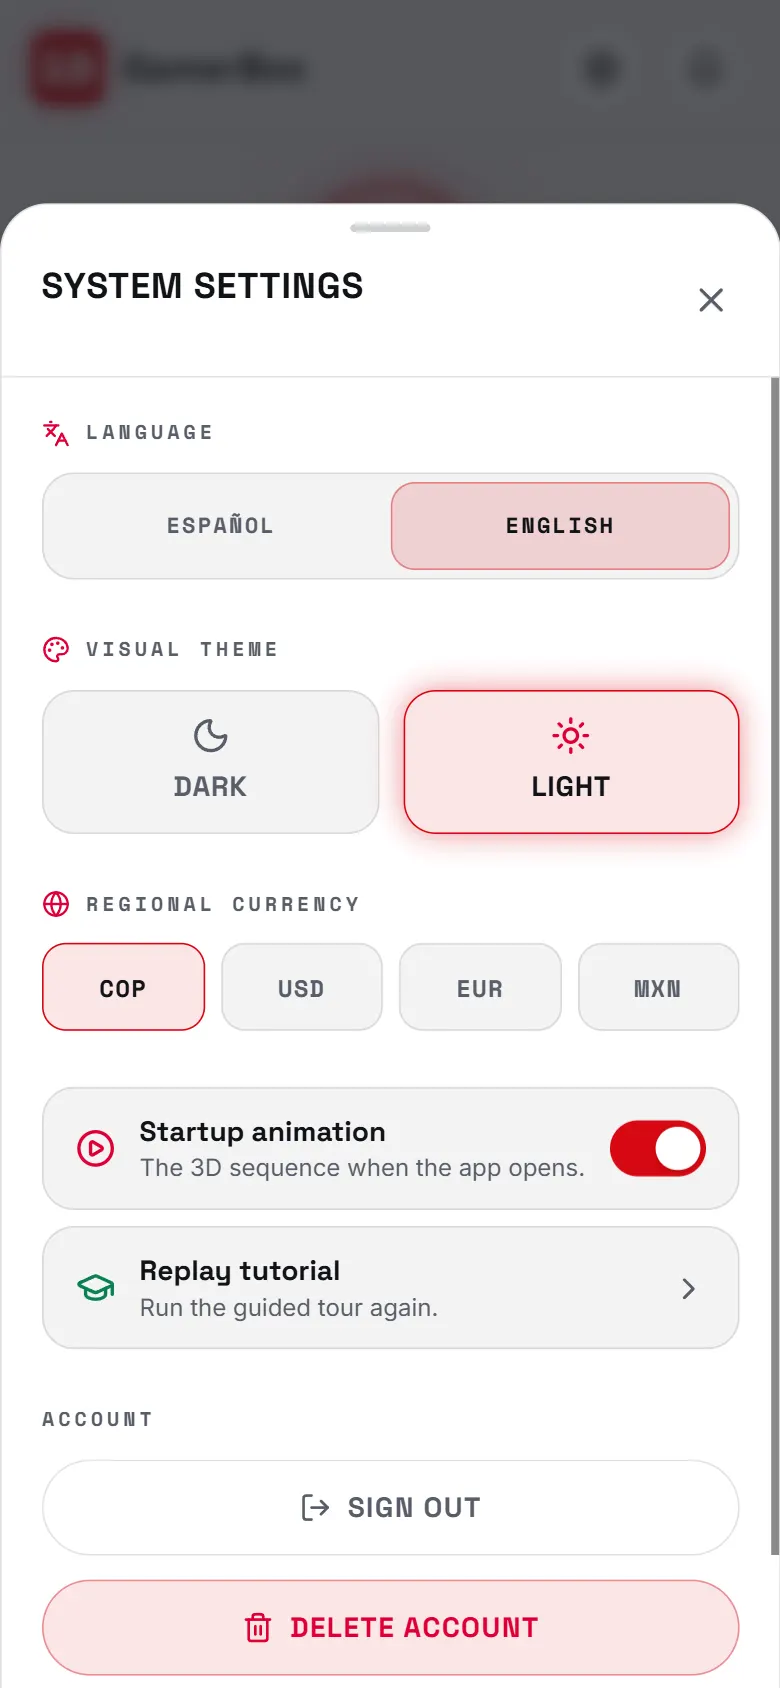 SYSTEM SETTINGS
LANGUAGE
ESPAÑOL
ENGLISH
VISUAL THEME
DARK
LIGHT
REGIONAL CURRENCY
COP
USD
EUR
MXN
Startup animation
The 3D sequence when the app opens.
Replay tutorial
Run the guided tour again.
ACCOUNT
SIGN OUT
DELETE ACCOUNT